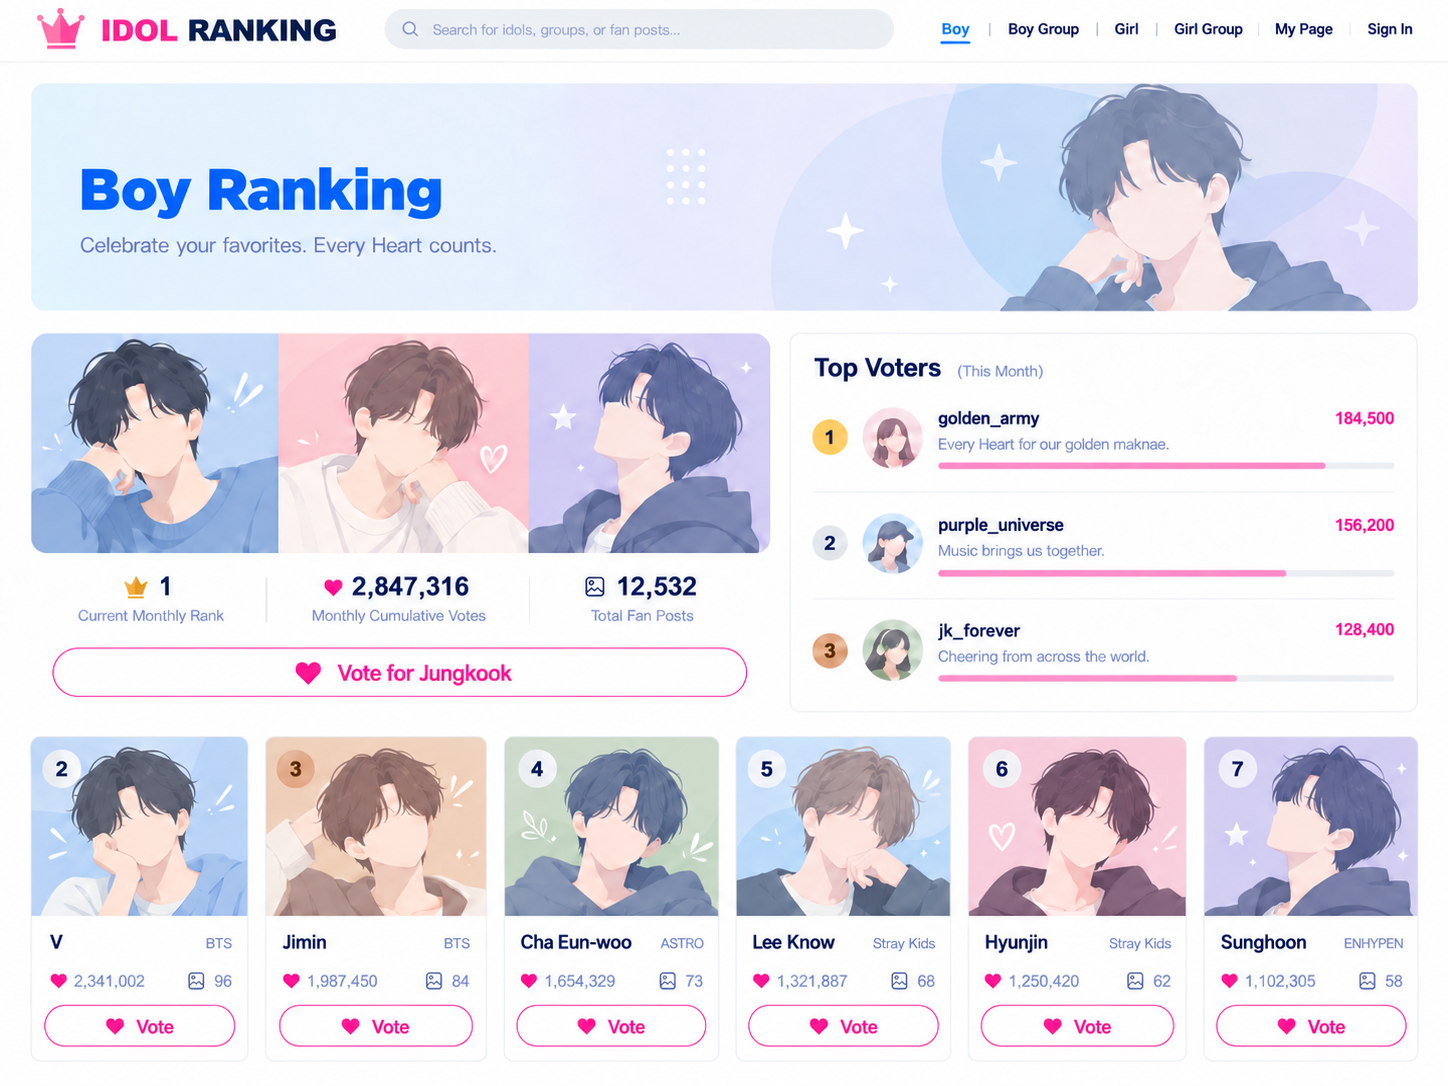 IDOL RANKING
Search for idols, groups, or fan posts...
Boy | Boy Group | Girl | Girl Group | My Page | Sign In
Boy Ranking
Celebrate your favorites. Every Heart counts.
1
Current Monthly Rank
2,847,316
Monthly Cumulative Votes
12,532
Total Fan Posts
Vote for Jungkook
Top Voters (This Month)
1
golden_army
184,500
Every Heart for our golden maknae.
2
purple_universe
156,200
Music brings us together.
3
jk_forever
128,400
Cheering from across the world.
2
V
BTS
2,341,002
96
Vote
3
Jimin
BTS
1,987,450
84
Vote
4
Cha Eun-woo
ASTRO
1,654,329
73
Vote
5
Lee Know
Stray Kids
1,321,887
68
Vote
6
Hyunjin
Stray Kids
1,250,420
62
Vote
7
Sunghoon
ENHYPEN
1,102,305
58
Vote